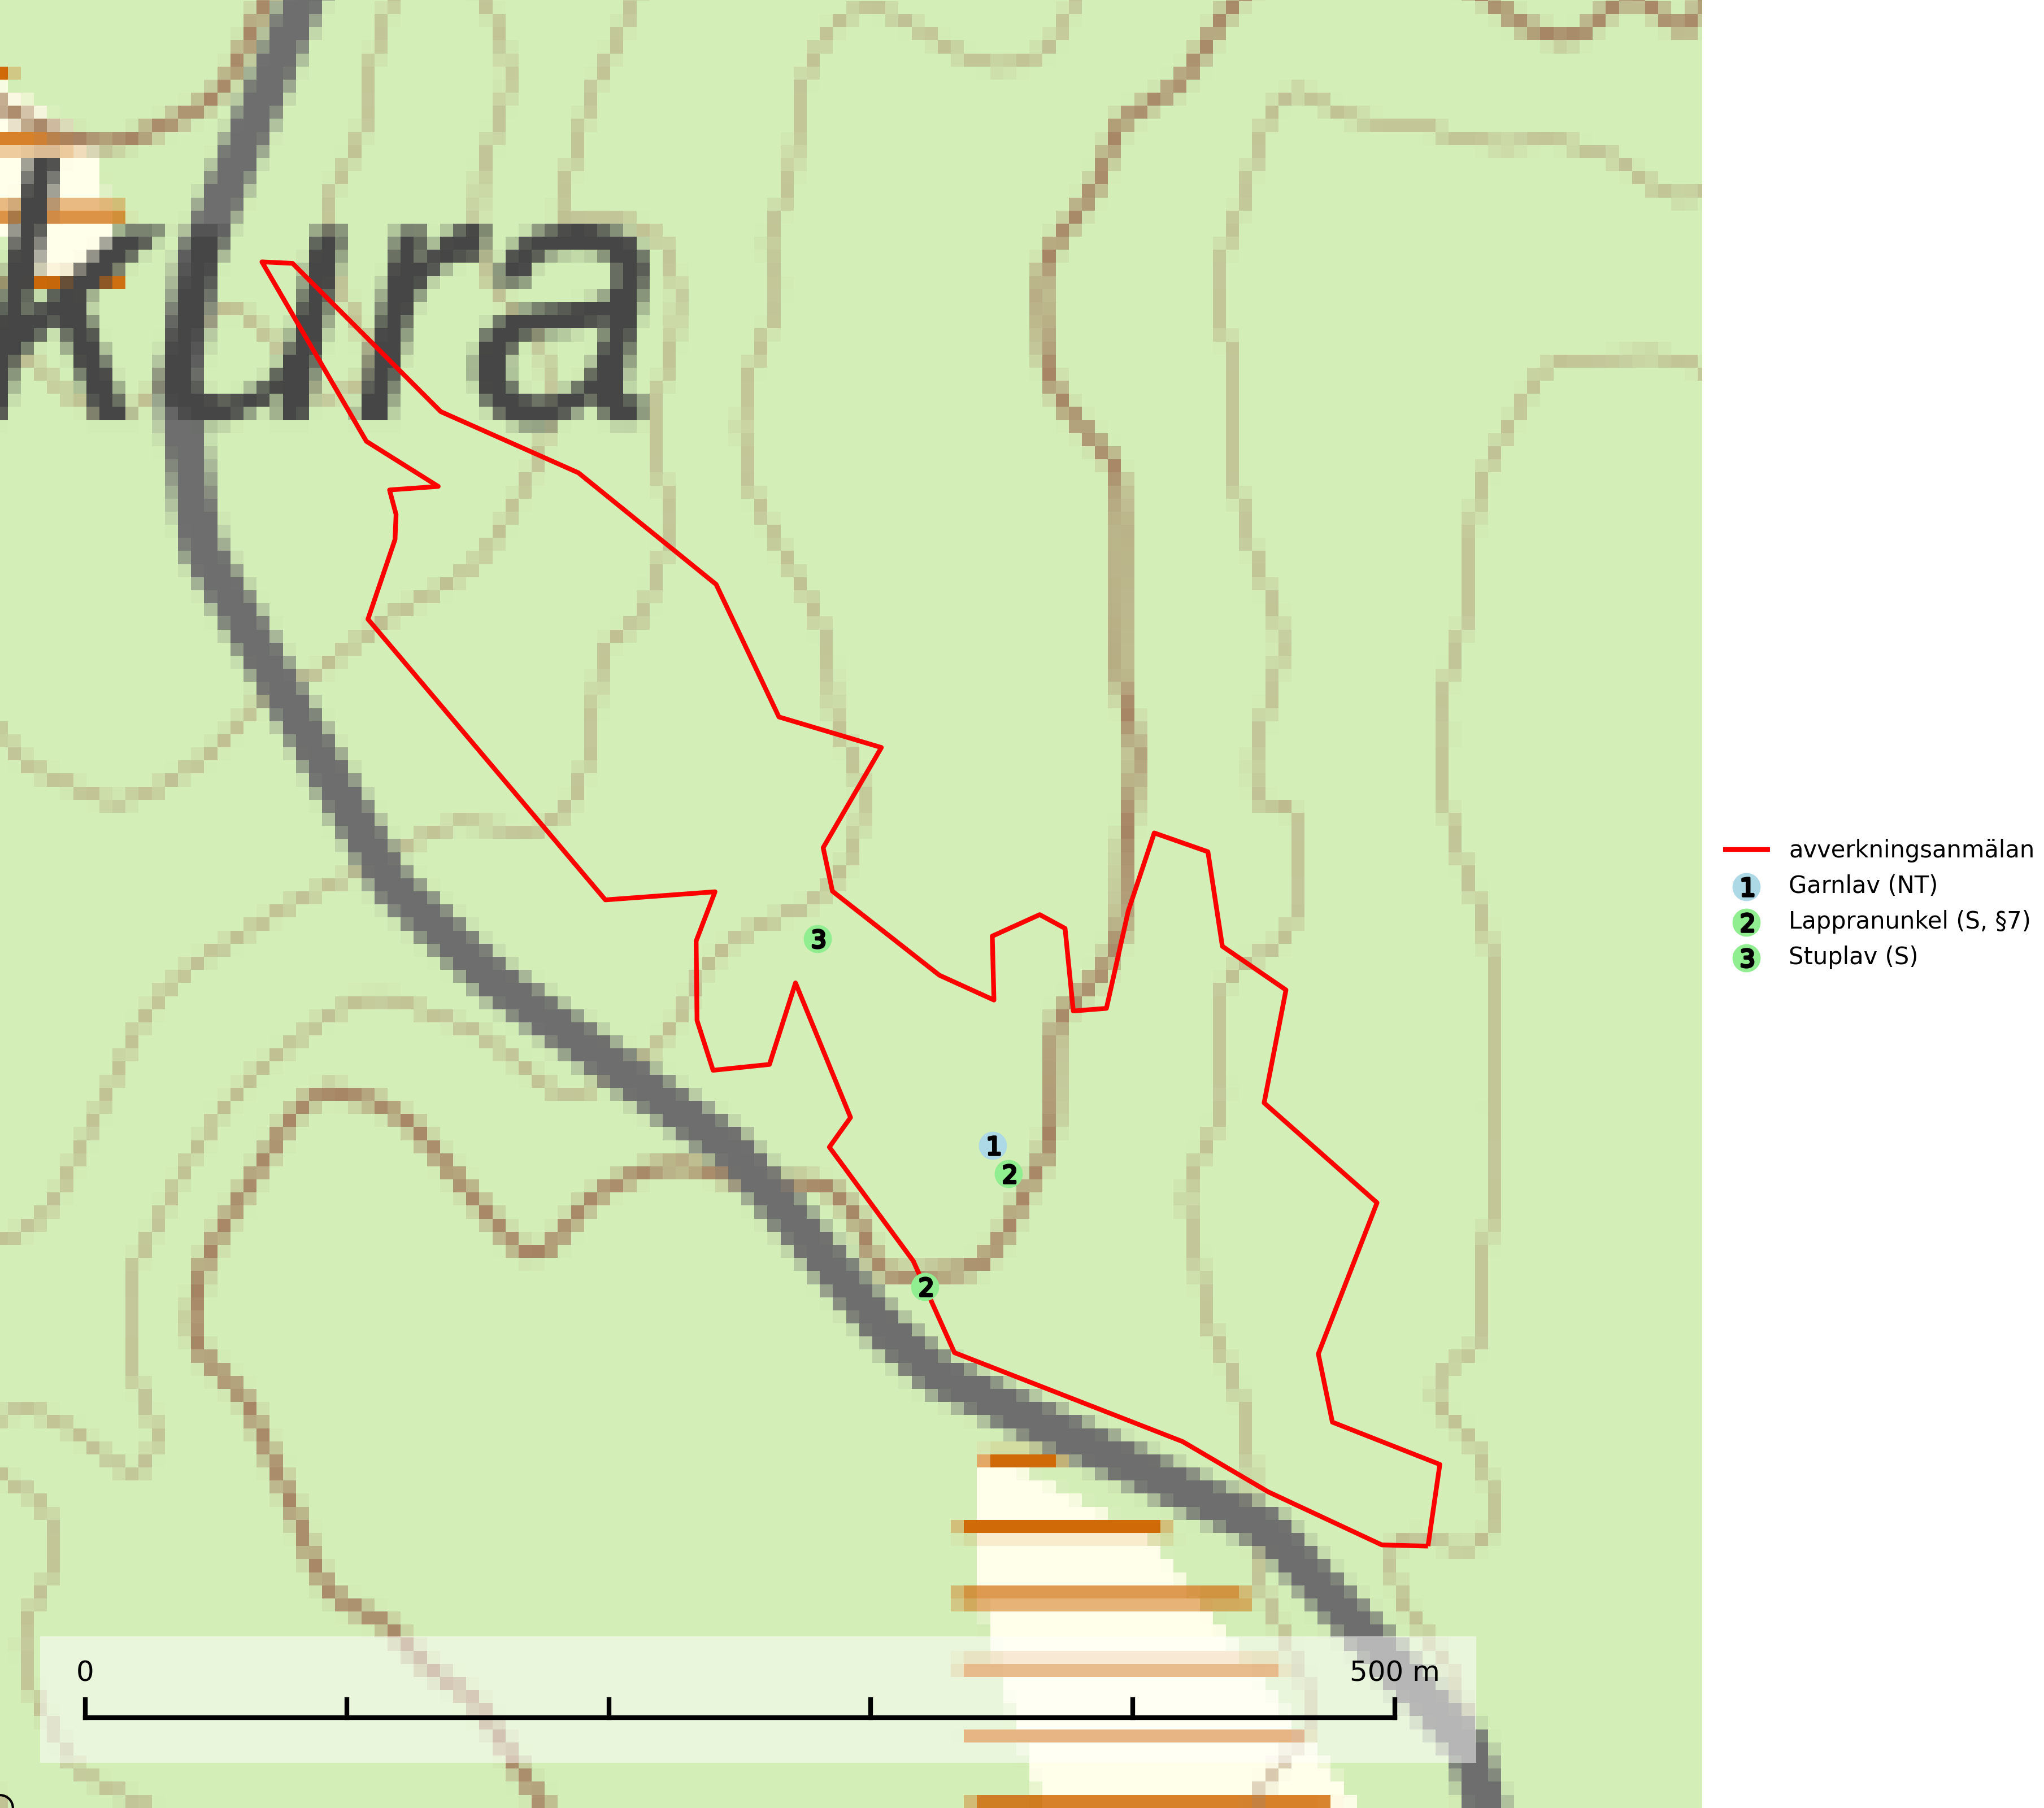 kura
3
1
2
2
0
500 m
avverkningsanmälan
1 Garnlav (NT)
2 Lappranunkel (S, §7)
3 Stuplav (S)